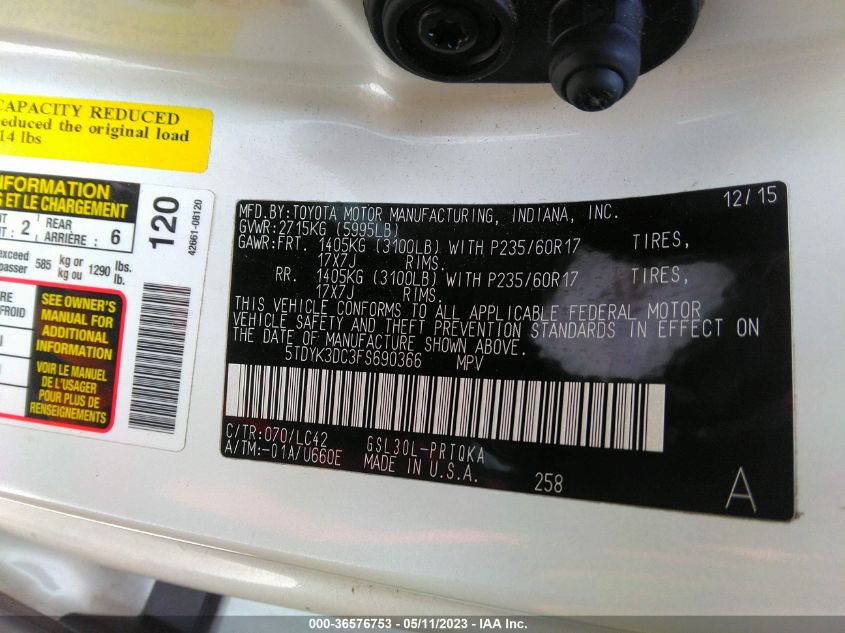 CAPACITY REDUCED
educed the original load
14 lbs
INFORMATION
S ET LE CHARGEMENT
NT : 2 REAR ARRIÈRE : 6
exceed
passer 585 kg or kg ou 1290 lbs. lb.
RE
FROID
SEE OWNER'S
MANUAL FOR
ADDITIONAL
INFORMATION
VOIR LE MANUEL
DE L'USAGER
POUR PLUS DE
RENSEIGNEMENTS
120
42661-08120
MFD.BY:TOYOTA MOTOR MANUFACTURING, INDIANA, INC. 12/15
GVWR:2715KG (5995LB)
GAWR:FRT. 1405KG (3100LB) WITH P235/60R17 TIRES,
17X7J RIMS.
RR. 1405KG (3100LB) WITH P235/60R17 TIRES,
17X7J RIMS.
THIS VEHICLE CONFORMS TO ALL APPLICABLE FEDERAL MOTOR
VEHICLE SAFETY AND THEFT PREVENTION STANDARDS IN EFFECT ON
THE DATE OF MANUFACTURE SHOWN ABOVE.
5TDYK3DC3FS690366 MPV
C/TR:070/LC42 GSL30L-PRTQKA
A/TM:-01A/U660E MADE IN U.S.A.
258
A
000-36576753 - 05/11/2023 - IAA Inc.